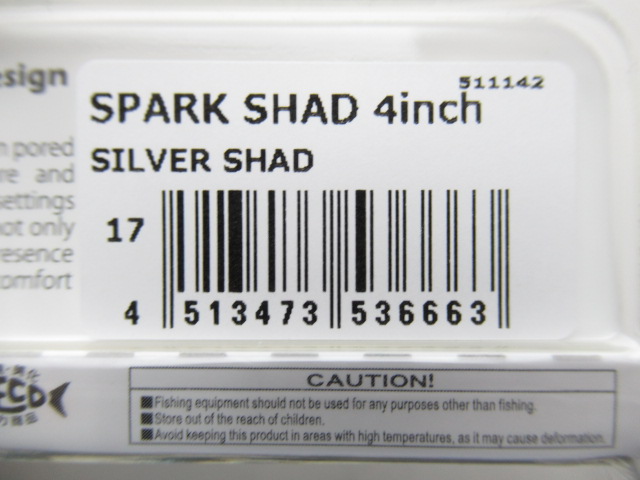 esign
511142
SPARK SHAD 4inch
SILVER SHAD
pored
re and
settings
not only
resence
comfort
17
4 513473 536663
CAUTION!
■Fishing equipment should not be used for any purposes other than fishing.
■Store out of the reach of children.
■Avoid keeping this product in areas with high temperatures, as it may cause deformation.